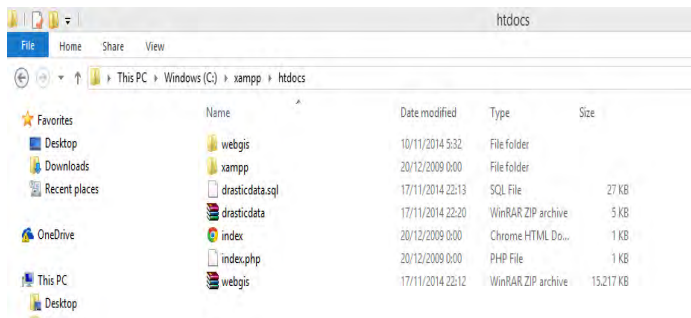 htdocs
File Home Share View
This PC Windows (C:) xampp htdocs
Name Date modified Type Size
Favorites
Desktop
Downloads
Recent places
OneDrive
This PC
Desktop
webgis 10/11/2014 5:32 File folder
xampp 20/12/2009 0:00 File folder
drasticdata.sql 17/11/2014 22:13 SQL File 27 KB
drasticdata 17/11/2014 22:20 WinRAR ZIP archive 5 KB
index 20/12/2009 0:00 Chrome HTML Do... 1 KB
index.php 20/12/2009 0:00 PHP File 1 KB
webgis 17/11/2014 22:12 WinRAR ZIP archive 15.217 KB